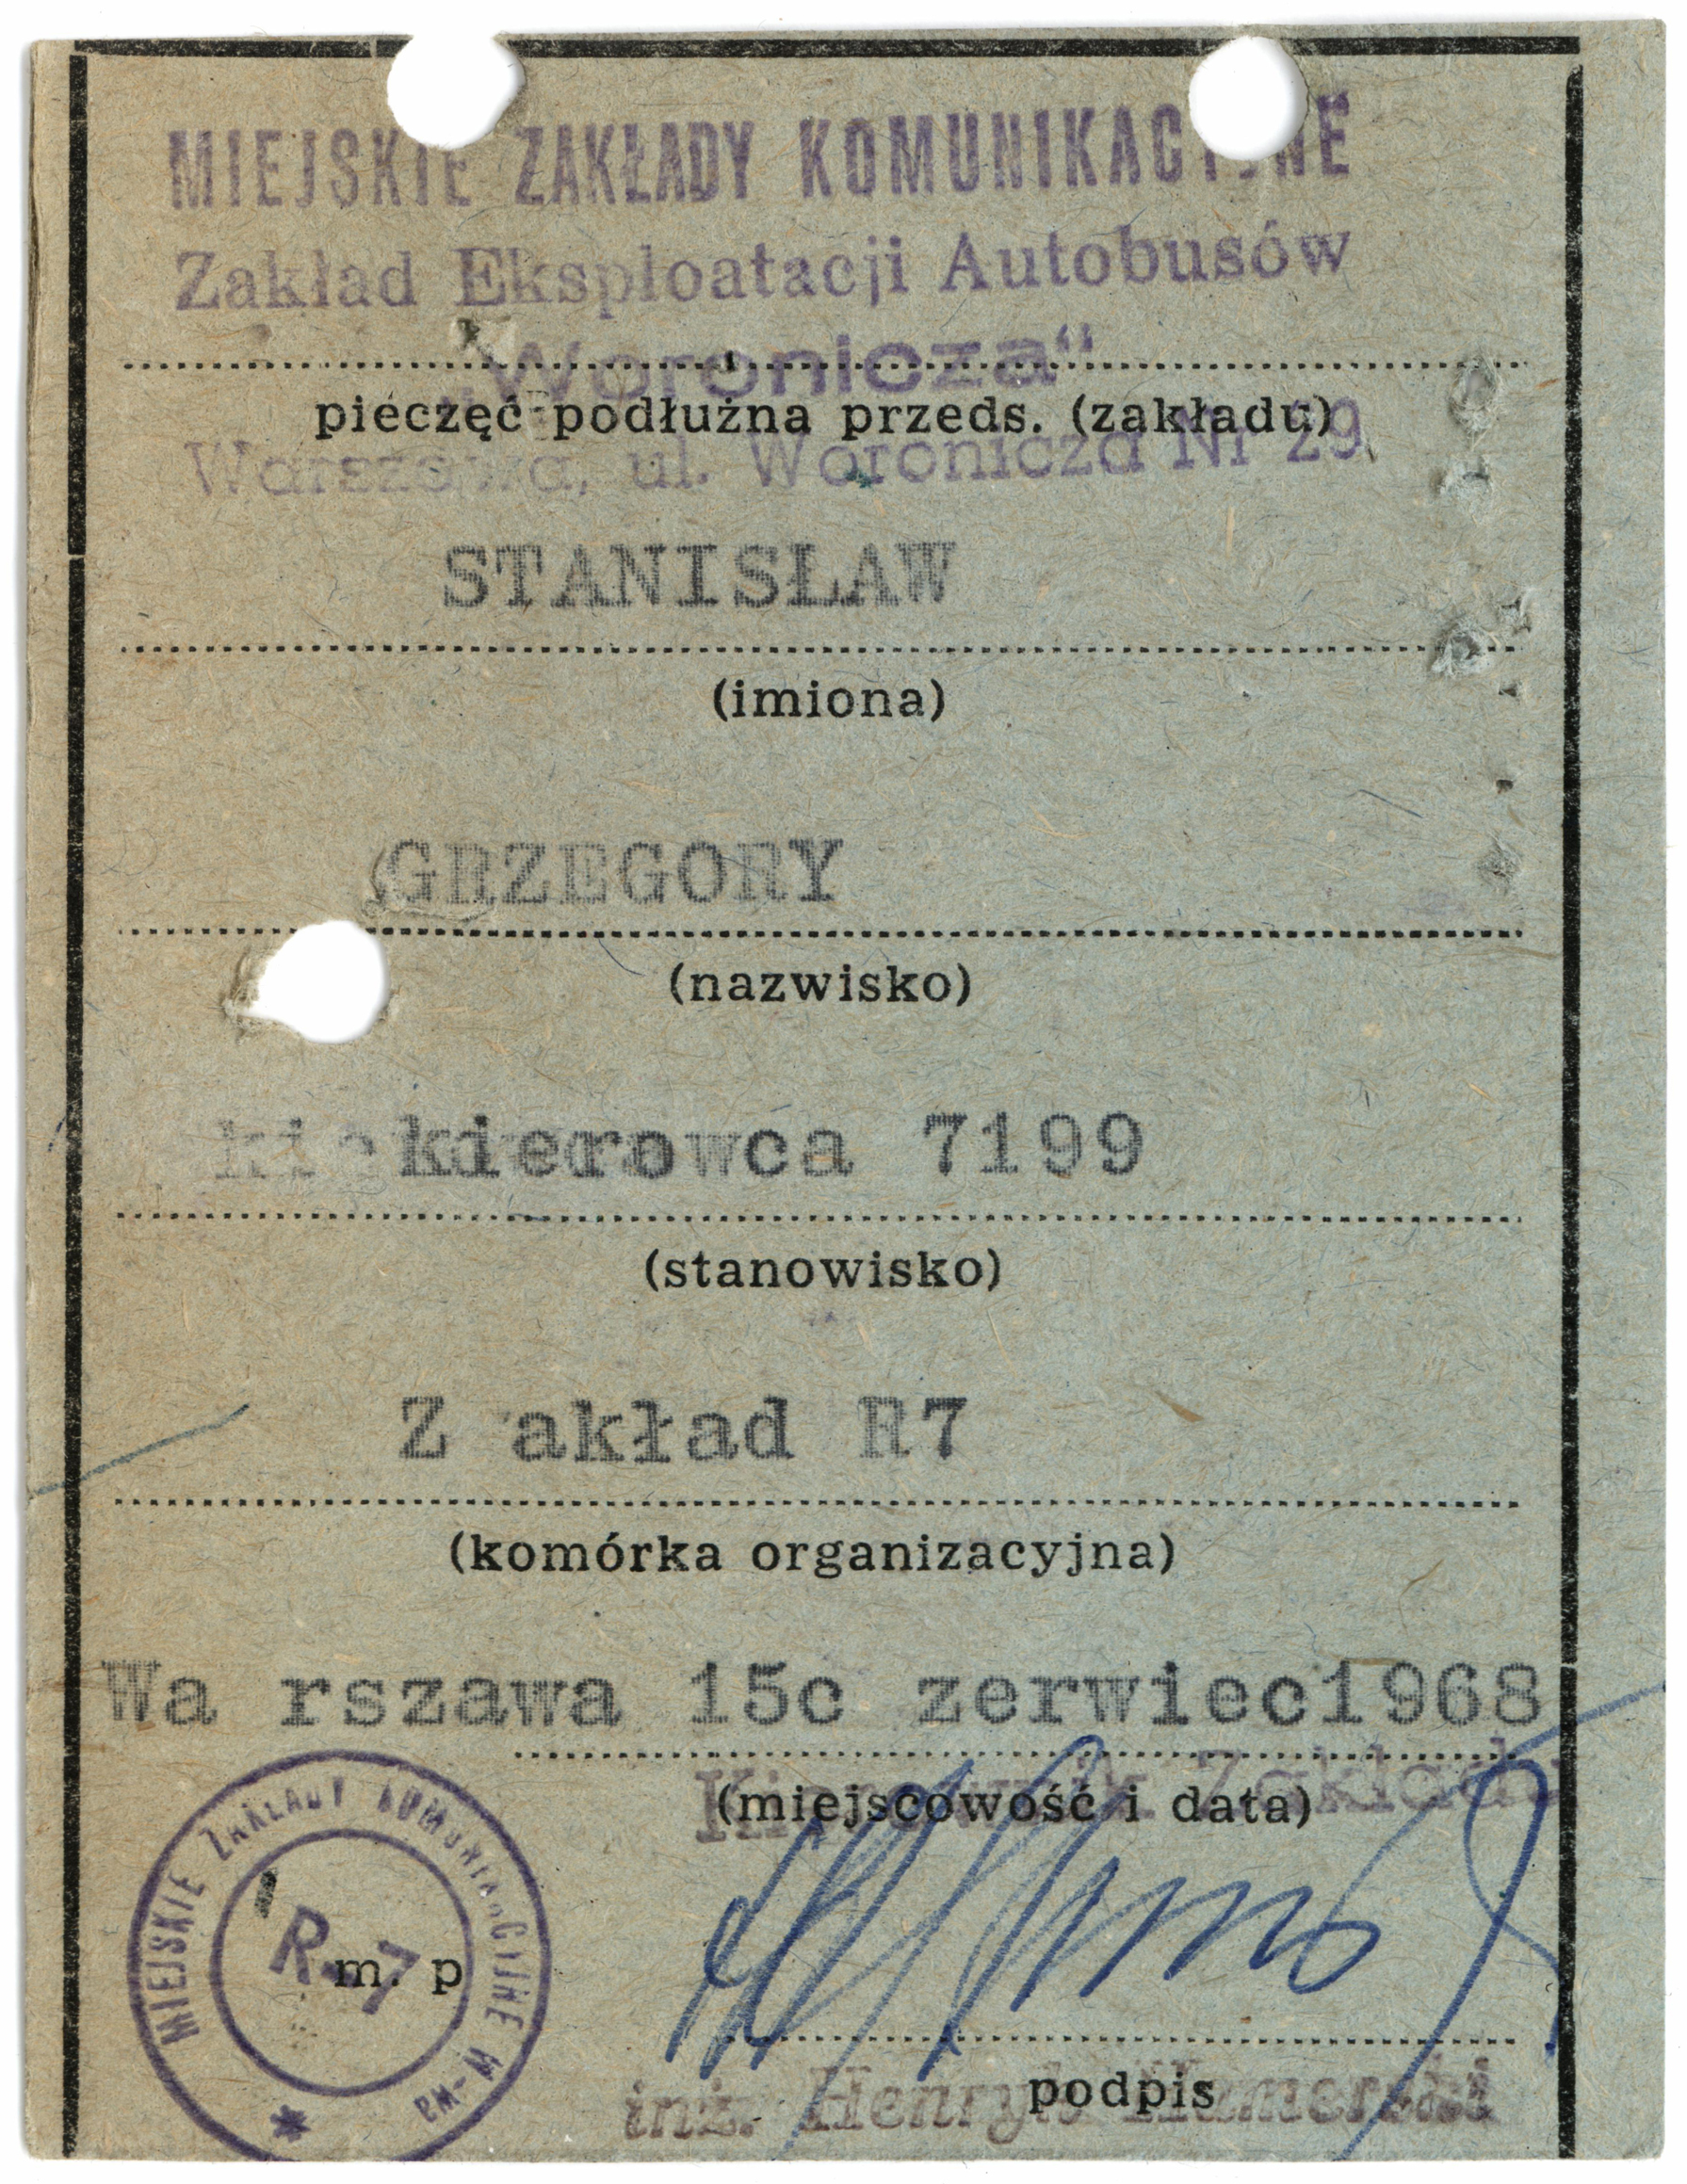 MIEJSKIE ZAKŁADY KOMUNIKACYJNE
Zakład Eksploatacji Autobusów
„Woronicza“
pieczęć podłużna przeds. (zakładu)
Warszawa, ul. Woronicza Nr 29
STANISŁAW
(imiona)
GRZEGORY
(nazwisko)
kierowca 7199
(stanowisko)
Z akład R7
(komórka organizacyjna)
Wa rszawa 15c zerwiec1968
Kierownik Zakładu
(miejscowość i data)
MIEJSKIE ZAKŁADY KOMUNIKACYJNE W-wa
R-7
m. p
podpis
inż. Henryk